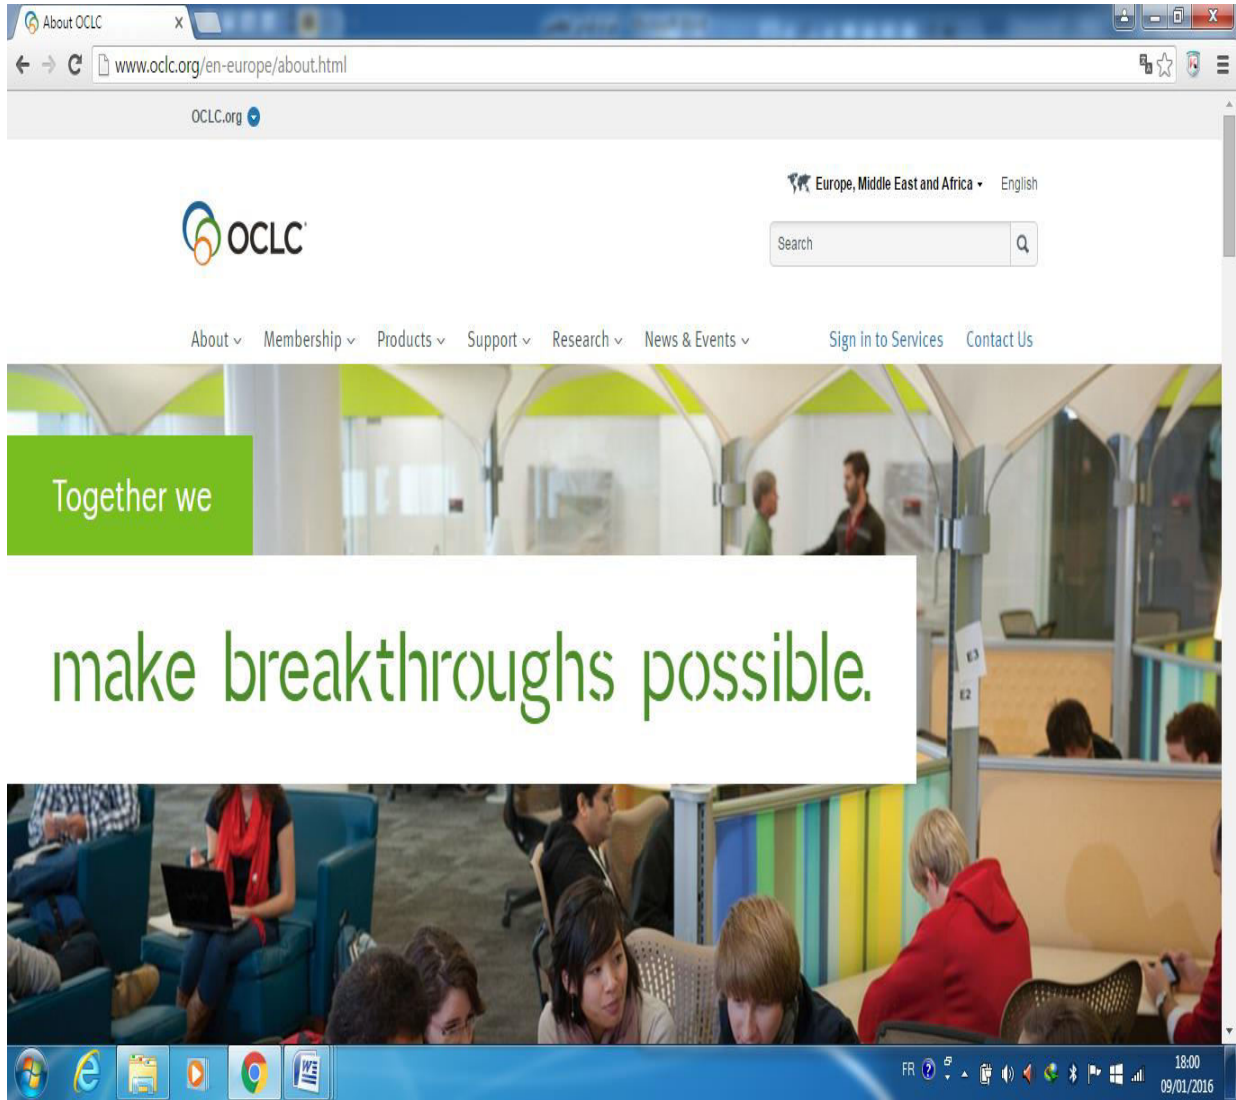 About OCLC
www.oclc.org/en-europe/about.html
OCLC.org
Europe, Middle East and Africa English
OCLC
Search
About Membership Products Support Research News & Events Sign in to Services Contact Us
Together we
make breakthroughs possible.
E3
E2
FR
18:00
09/01/2016